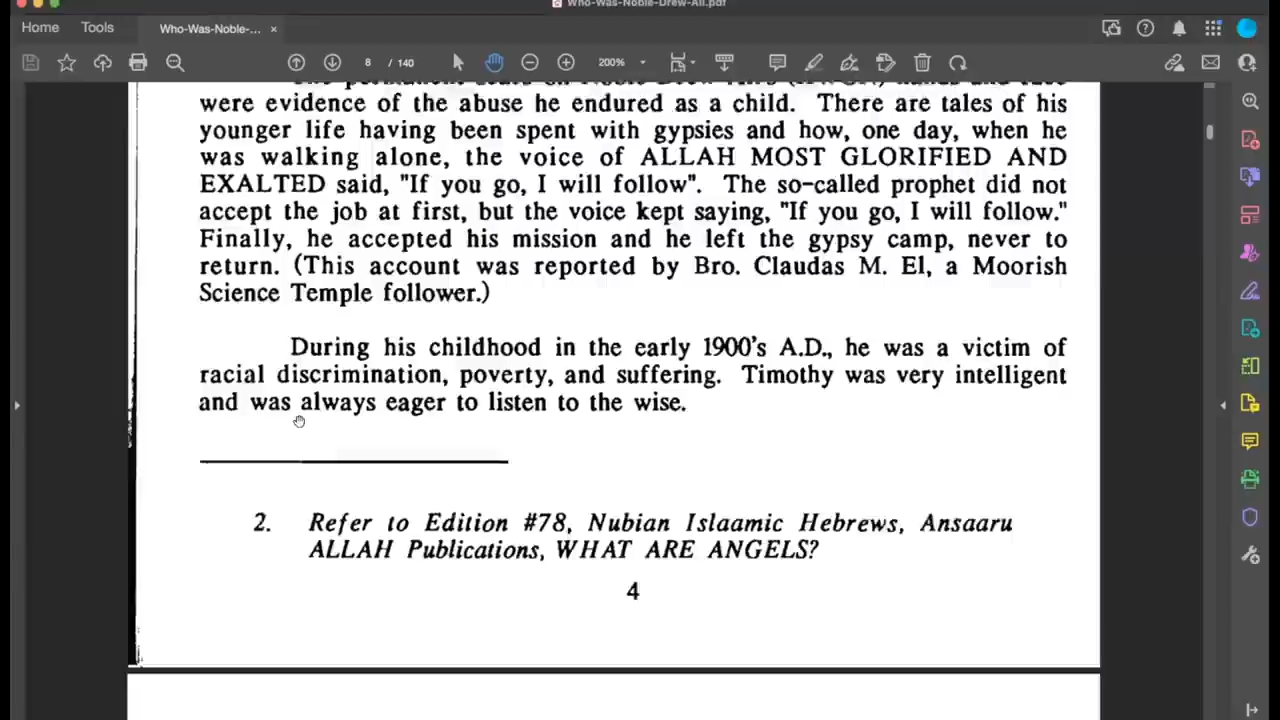 Who-Was-Noble-Drew-Ali.pdf
Home Tools Who-Was-Noble-... ×
8 / 140 200%
were evidence of the abuse he endured as a child. There are tales of his
younger life having been spent with gypsies and how, one day, when he
was walking alone, the voice of ALLAH MOST GLORIFIED AND
EXALTED said, "If you go, I will follow". The so-called prophet did not
accept the job at first, but the voice kept saying, "If you go, I will follow."
Finally, he accepted his mission and he left the gypsy camp, never to
return. (This account was reported by Bro. Claudas M. El, a Moorish
Science Temple follower.)
During his childhood in the early 1900's A.D., he was a victim of
racial discrimination, poverty, and suffering. Timothy was very intelligent
and was always eager to listen to the wise.
2. Refer to Edition #78, Nubian Islaamic Hebrews, Ansaaru
ALLAH Publications, WHAT ARE ANGELS?
4